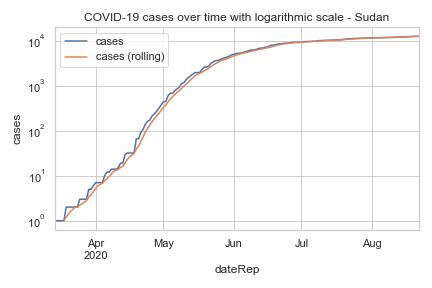 COVID-19 cases over time with logarithmic scale - Sudan
cases
cases (rolling)
10⁴
10³
10²
10¹
10⁰
cases
Apr
2020
May
Jun
Jul
Aug
dateRep